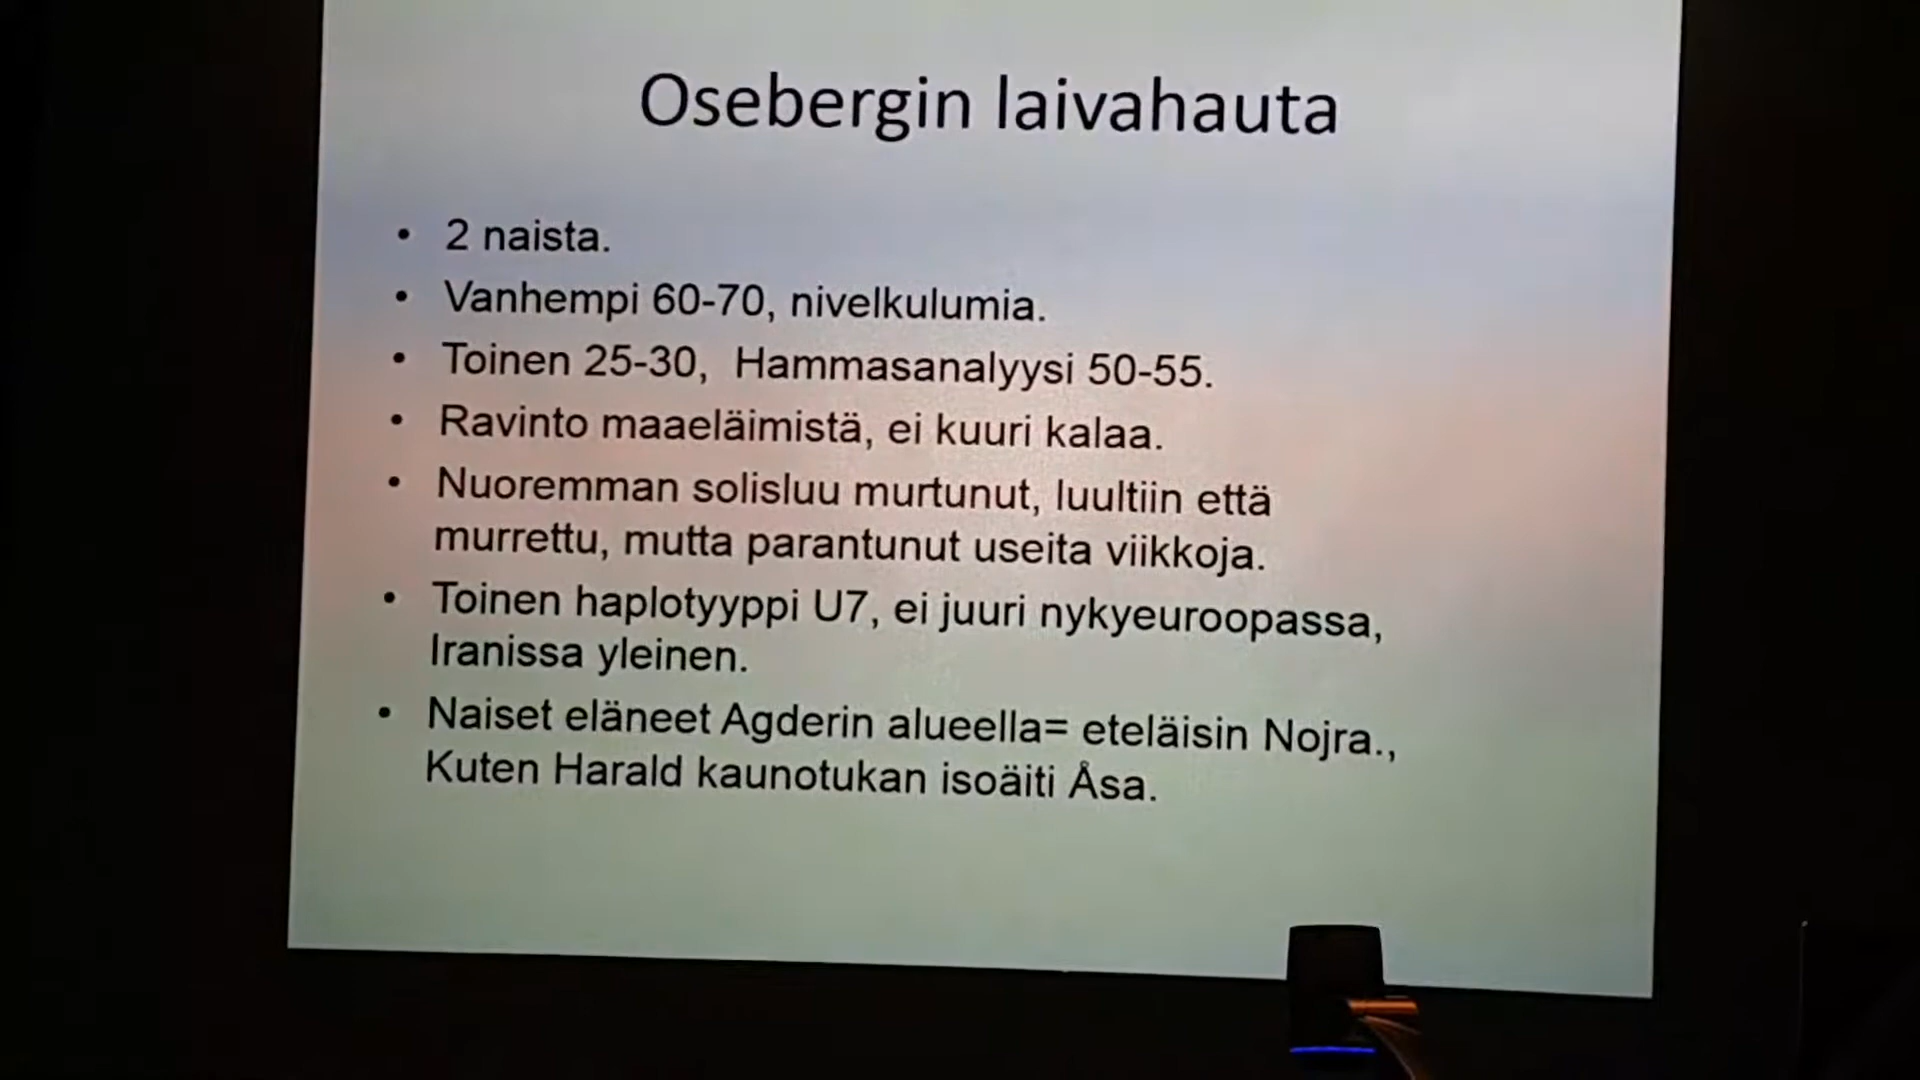 Osebergin laivahauta
• 2 naista.
• Vanhempi 60-70, nivelkulumia.
• Toinen 25-30, Hammasanalyysi 50-55.
• Ravinto maaeläimistä, ei kuuri kalaa.
• Nuoremman solisluu murtunut, luultiin että
murrettu, mutta parantunut useita viikkoja.
• Toinen haplotyyppi U7, ei juuri nykyeuroopassa,
Iranissa yleinen.
• Naiset eläneet Agderin alueella= eteläisin Nojra.,
Kuten Harald kaunotukan isoäiti Åsa.